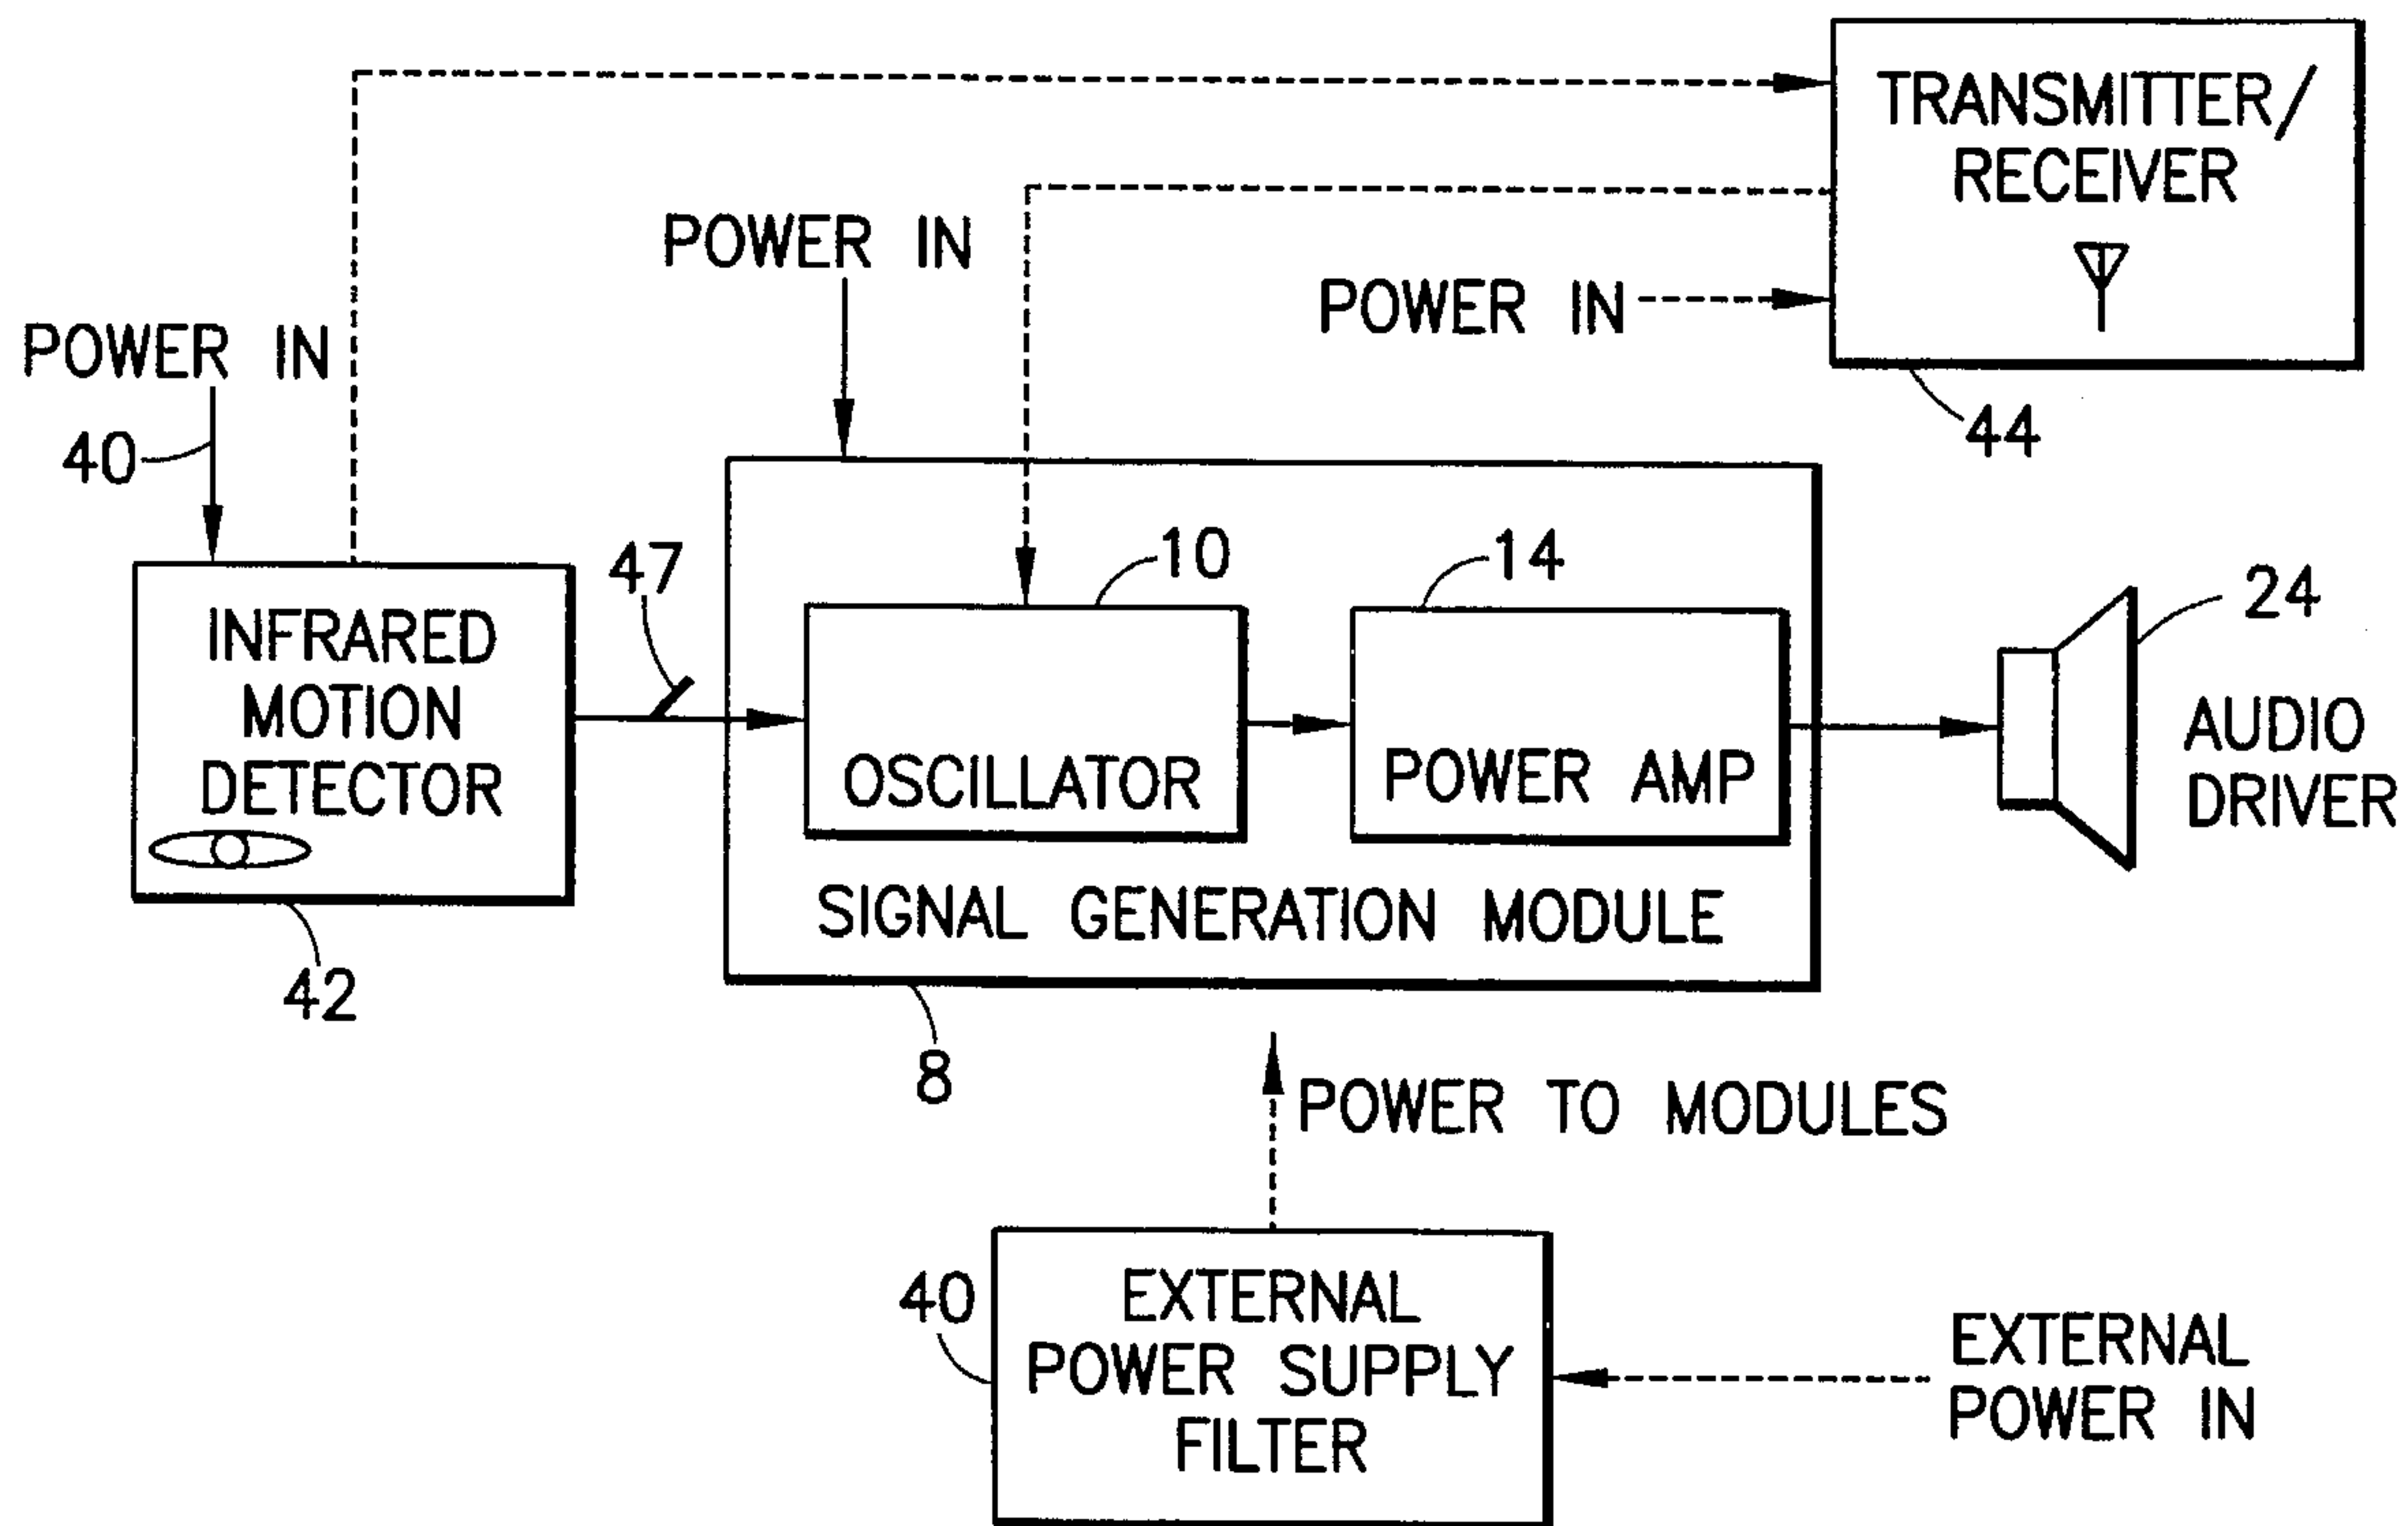 TRANSMITTER/
RECEIVER
44
POWER IN
POWER IN
POWER IN
40
INFRARED
MOTION
DETECTOR
42
47
10
OSCILLATOR
14
POWER AMP
SIGNAL GENERATION MODULE
8
24
AUDIO
DRIVER
POWER TO MODULES
40
EXTERNAL
POWER SUPPLY
FILTER
EXTERNAL
POWER IN